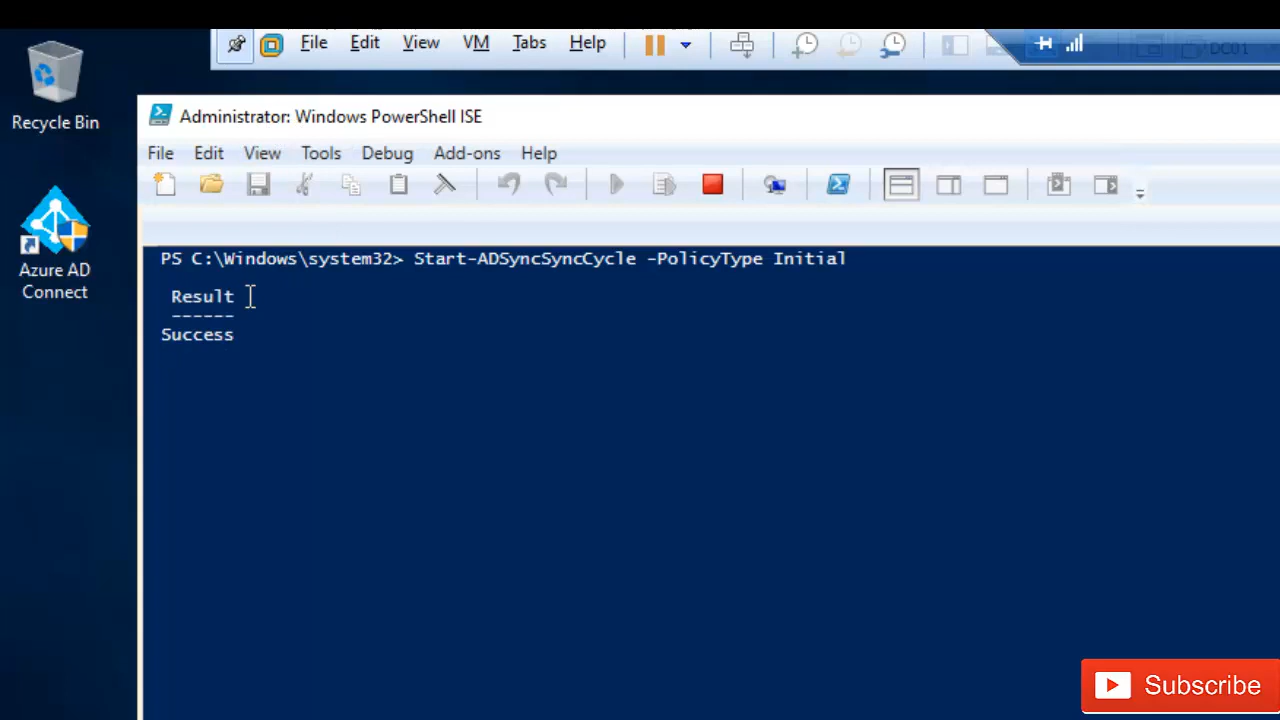 File Edit View VM Tabs Help
DC01
Recycle Bin
Administrator: Windows PowerShell ISE
File Edit View Tools Debug Add-ons Help
Azure AD
Connect
PS C:\Windows\system32> Start-ADSyncSyncCycle -PolicyType Initial
Result
------
Success
Subscribe